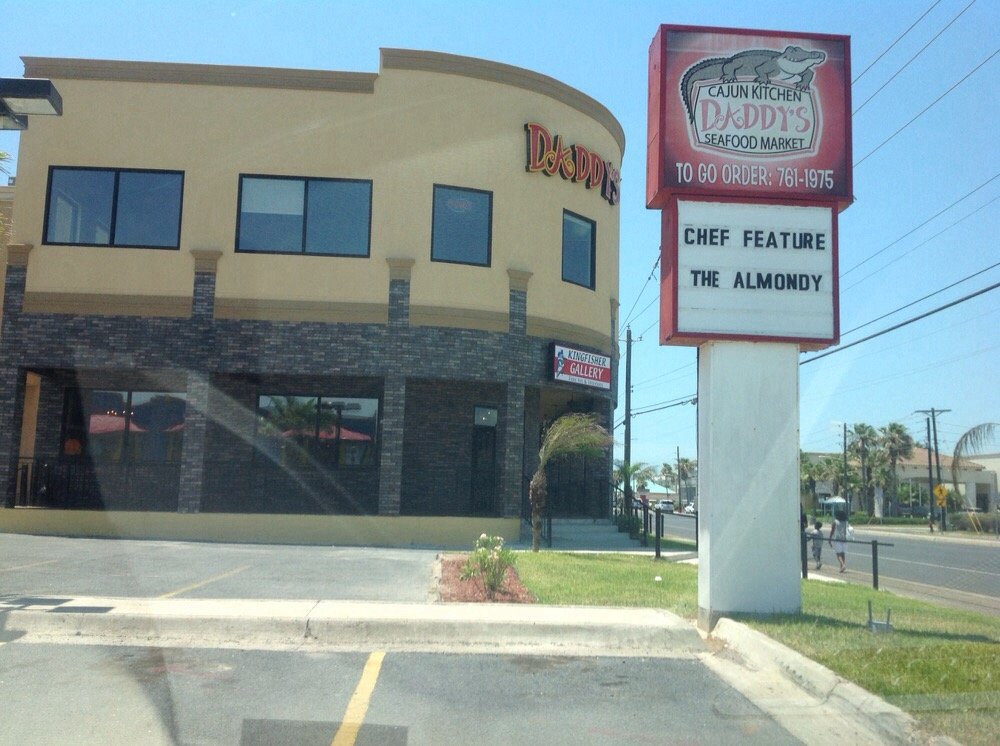 DADDY'S
CAJUN KITCHEN
DADDY'S
SEAFOOD MARKET
TO GO ORDER: 761-1975
CHEF FEATURE
THE ALMONDY
KINGFISHER
GALLERY